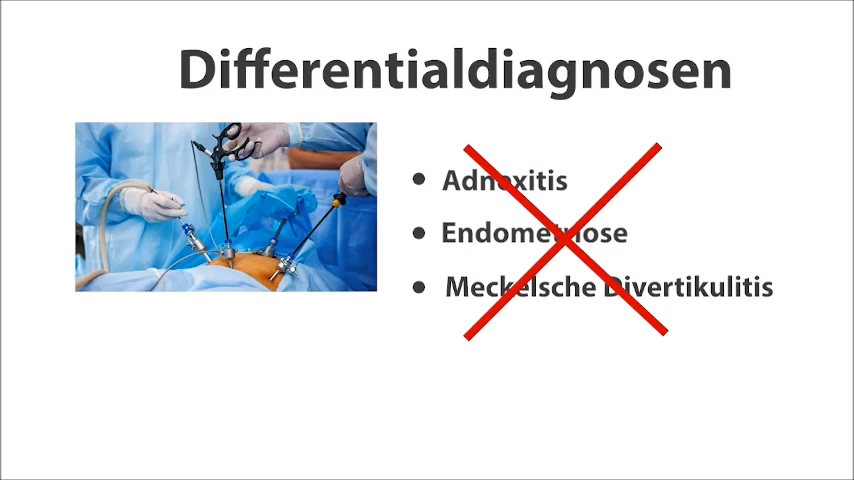 Differentialdiagnosen
• Adnexitis
• Endometriose
• Meckelsche Divertikulitis